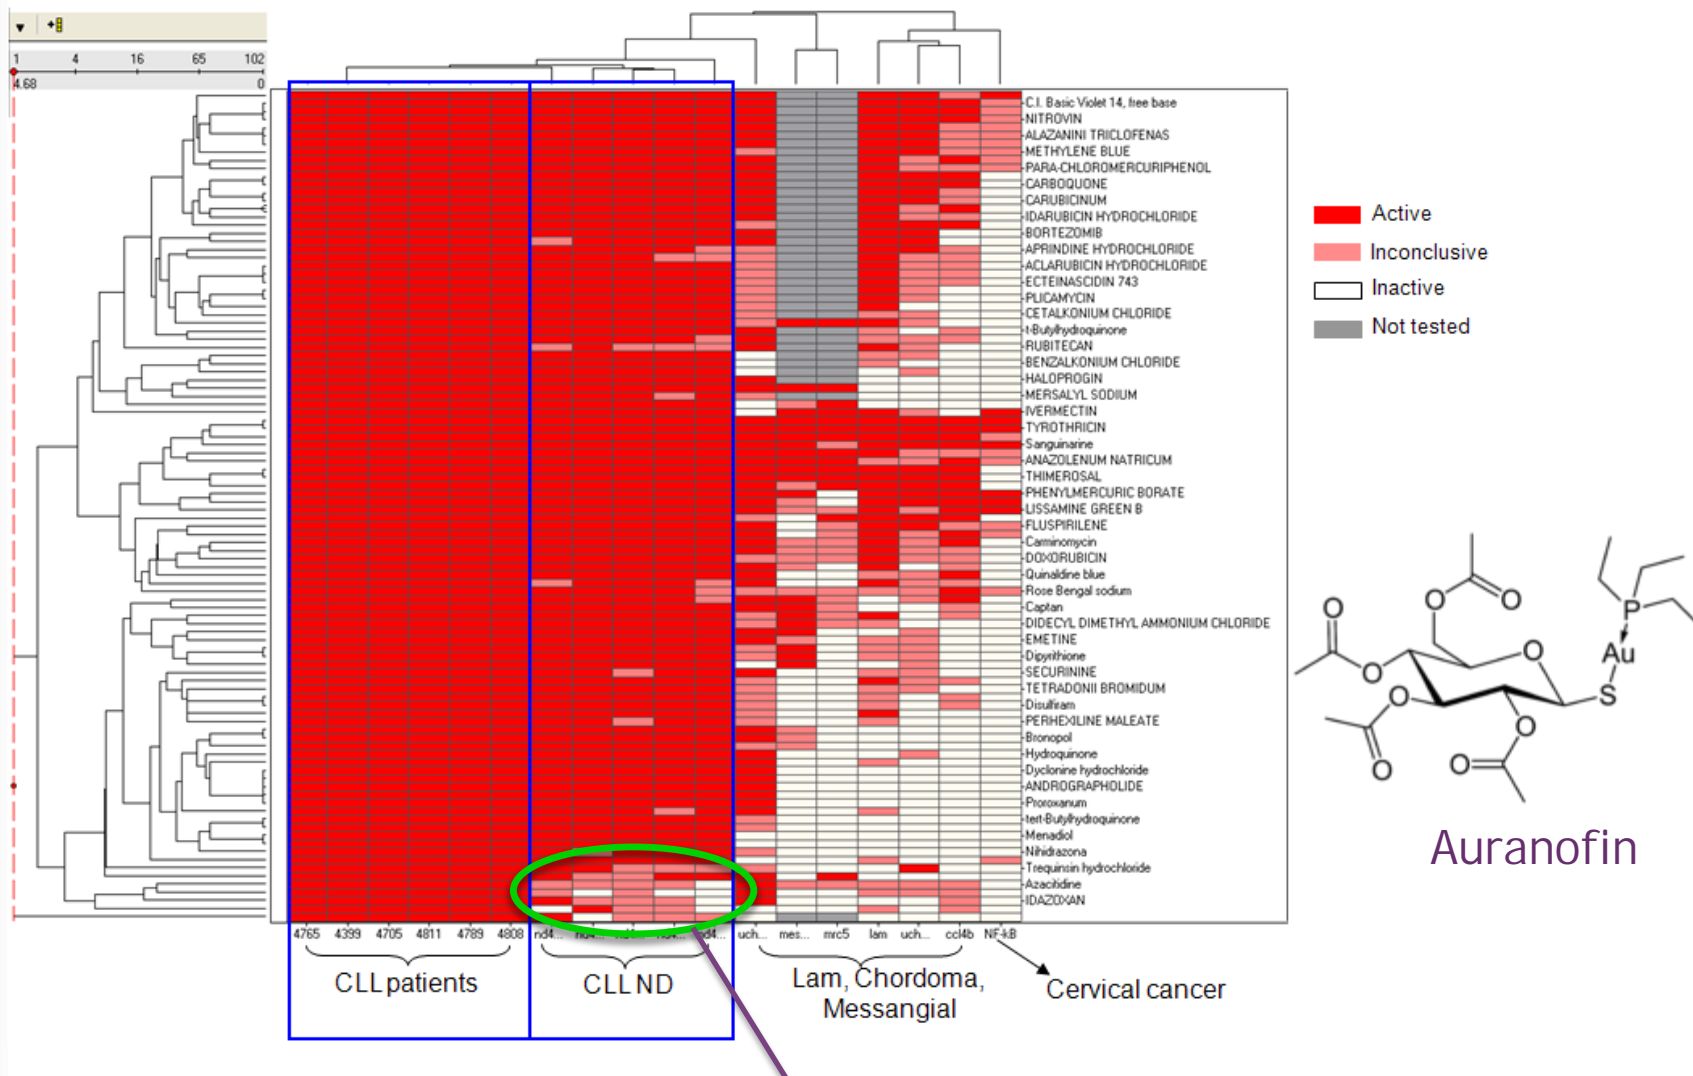 1 4 16 65 102
4.68 0
C.I. Basic Violet 14, free base
NITROVIN
ALAZANINI TRICLOFENAS
METHYLENE BLUE
PARA-CHLOROMERCURIPHENOL
CARBOQUONE
CARUBICINUM
IDARUBICIN HYDROCHLORIDE
BORTEZOMIB
APRINDINE HYDROCHLORIDE
ACLARUBICIN HYDROCHLORIDE
ECTEINASCIDIN 743
PLICAMYCIN
CETALKONIUM CHLORIDE
t-Butylhydroquinone
RUBITECAN
BENZALKONIUM CHLORIDE
HALOPROGIN
MERSALYL SODIUM
IVERMECTIN
TYROTHRICIN
Sanguinarine
ANAZOLENUM NATRICUM
THIMEROSAL
PHENYLMERCURIC BORATE
LISSAMINE GREEN B
FLUSPIRILENE
Carminomycin
DOXORUBICIN
Quinaldine blue
Rose Bengal sodium
Captan
DIDECYL DIMETHYL AMMONIUM CHLORIDE
EMETINE
Dipyrithione
SECURININE
TETRADONII BROMIDUM
Disulfiram
PERHEXILINE MALEATE
Bronopol
Hydroquinone
Dyclonine hydrochloride
ANDROGRAPHOLIDE
Proroxanum
tert-Butylhydroquinone
Menadiol
Nihidrazona
Trequinsin hydrochloride
Azacitidine
IDAZOXAN
Active
Inconclusive
Inactive
Not tested
4765 4399 4705 4811 4789 4808 nd4... uch... mes... mrc5 lam uch... ccl4b NF-kB
CLL patients
CLL ND
Lam, Chordoma,
Messangial
Cervical cancer
O
O
O
O
O
O
O
O
O
P
Au
S
Auranofin